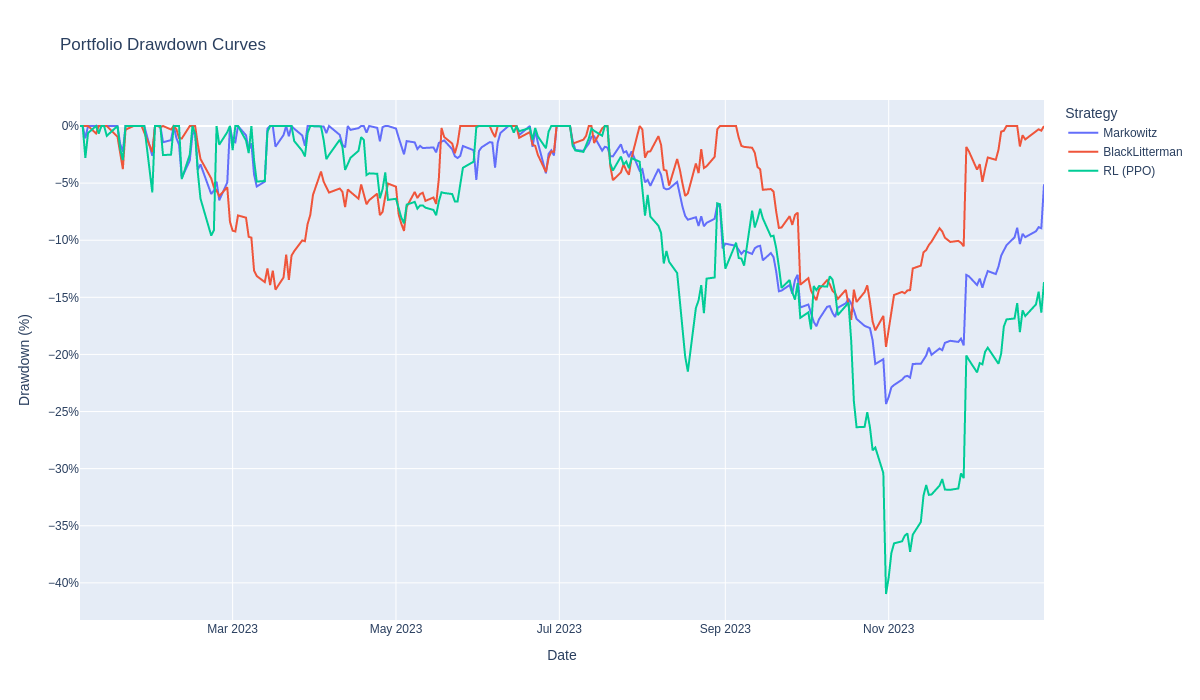 Portfolio Drawdown Curves
Strategy
Markowitz
BlackLitterman
RL (PPO)
Drawdown (%)
0%
−5%
−10%
−15%
−20%
−25%
−30%
−35%
−40%
Mar 2023
May 2023
Jul 2023
Sep 2023
Nov 2023
Date